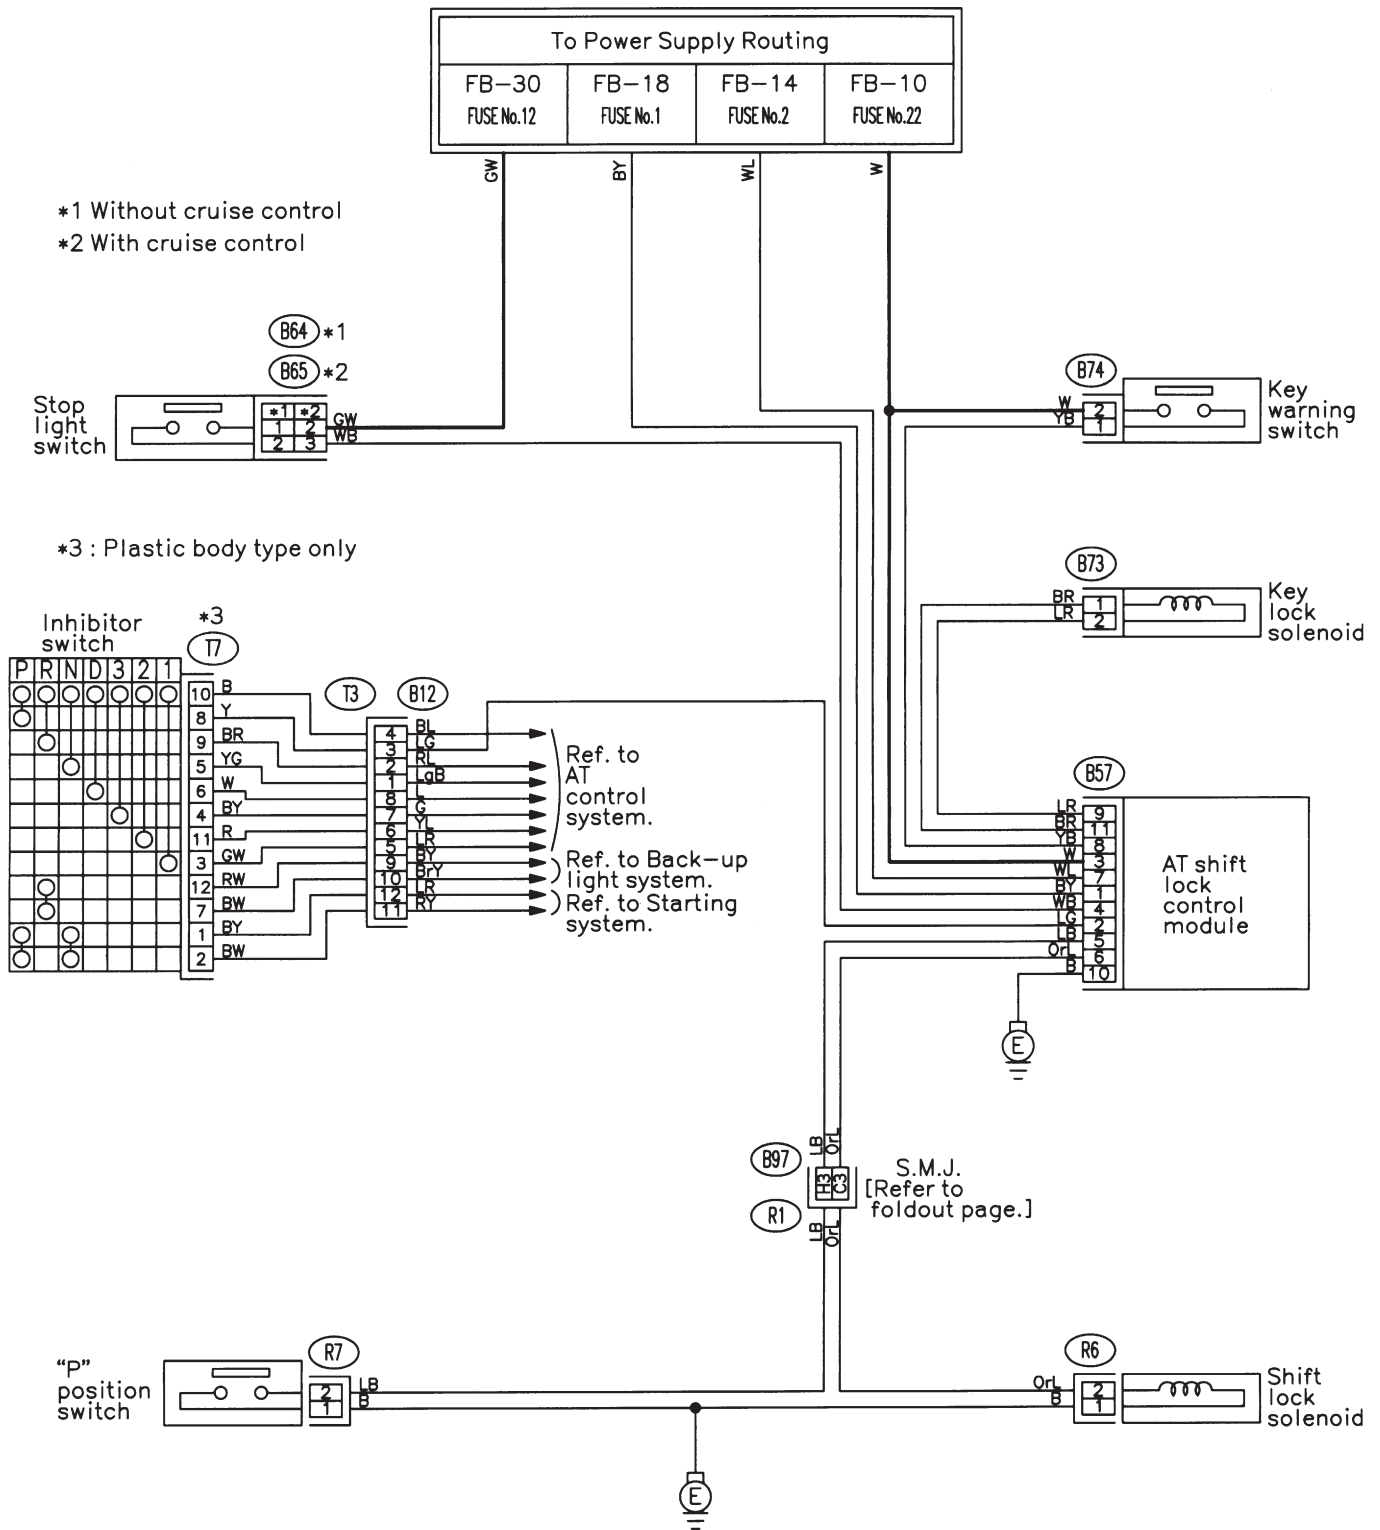 To Power Supply Routing
FB-30 FB-18 FB-14 FB-10
FUSE No.12 FUSE No.1 FUSE No.2 FUSE No.22
GW BY WL W
*1 Without cruise control
*2 With cruise control
B64 *1
B65 *2
Stop light switch
*1 *2
1 2 GW
2 3 WB
B74
W 2
YB 1
Key warning switch
*3 : Plastic body type only
B73
BR 1
LR 2
Key lock solenoid
Inhibitor switch
*3
T7
P R N D 3 2 1
10 B
8 Y
9 BR
5 YG
6 W
4 BY
11 R
3 GW
12 RW
7 BW
1 BY
2 BW
T3 B12
4 BL
3 LG
2 RL
1 LgB
8 L
7 G
6 YL
5 LR
9 BY
10 BrY
12 LR
11 RY
Ref. to
AT
control
system.
Ref. to Back-up
light system.
Ref. to Starting
system.
B57
LR 9
BR 11
YB 8
W 3
WL 7
BY 1
WB 4
LG 2
LB 5
OrL 6
B 10
AT shift
lock
control
module
E
LB OrL
B97
H3 C3
R1
LB OrL
S.M.J.
[Refer to
foldout page.]
"P"
position
switch
R7
2 LB
1 B
R6
OrL 2
B 1
Shift
lock
solenoid
E